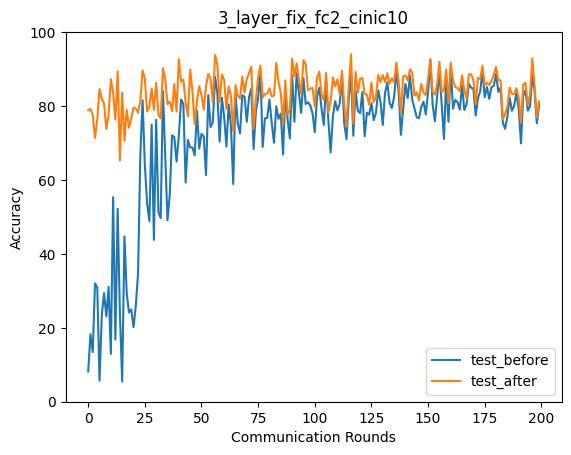 3_layer_fix_fc2_cinic10
Accuracy
100
80
60
40
20
0
0 25 50 75 100 125 150 175 200
Communication Rounds
test_before
test_after